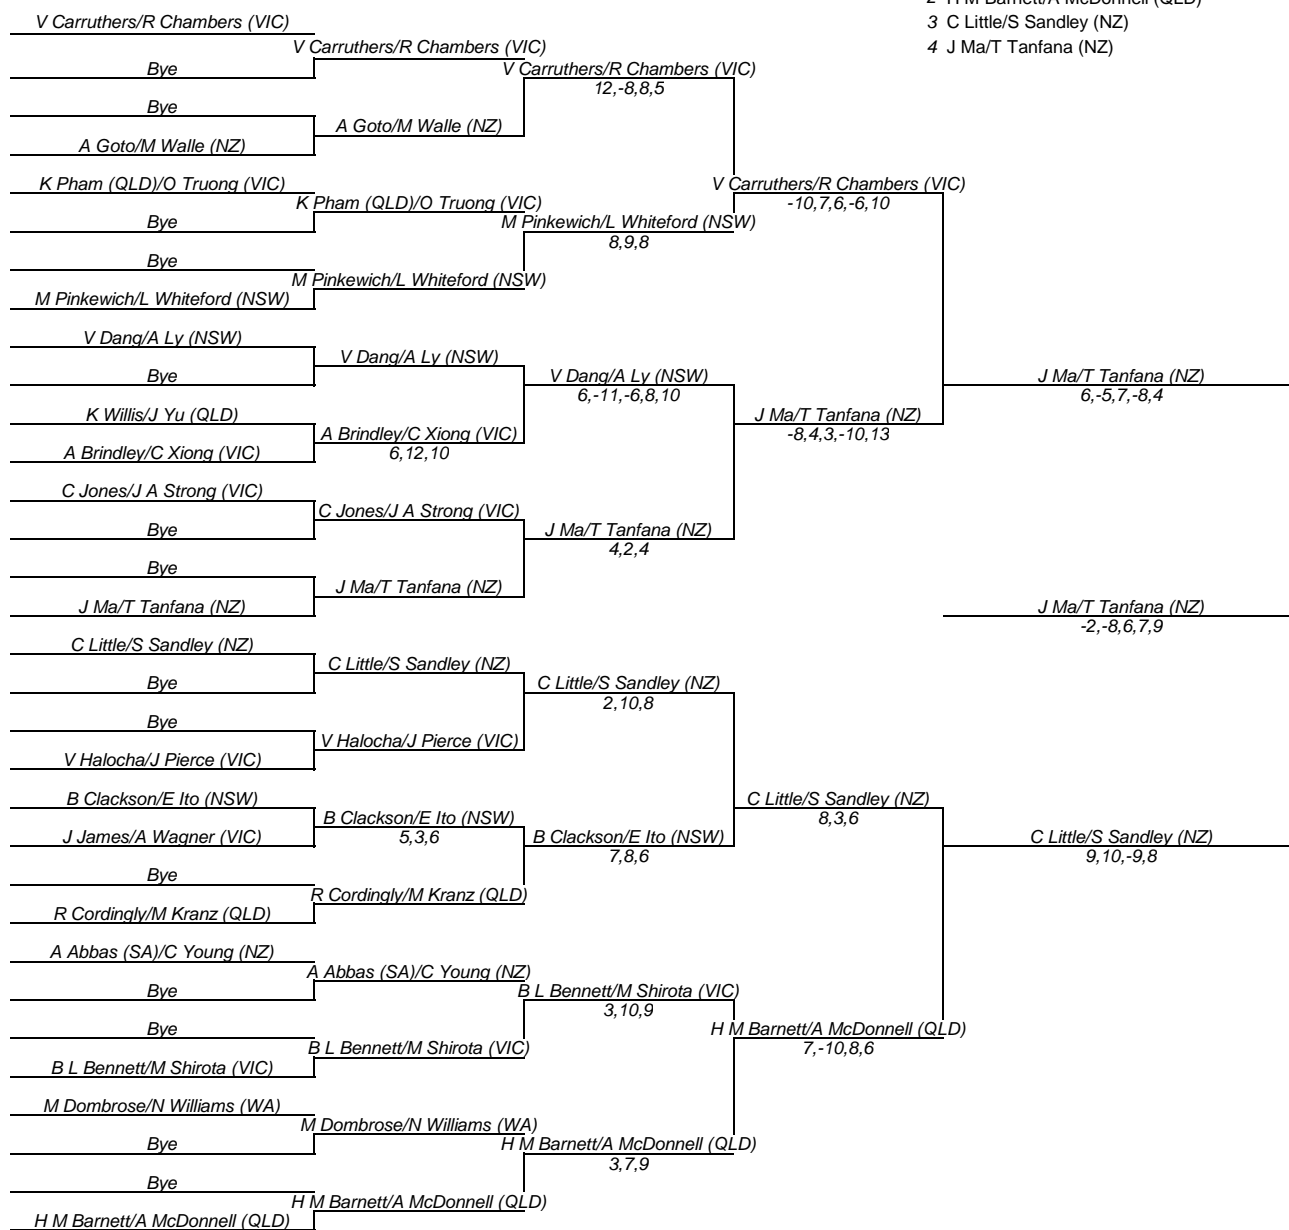 2 H M Barnett/A McDonnell (QLD)
3 C Little/S Sandley (NZ)
4 J Ma/T Tanfana (NZ)
V Carruthers/R Chambers (VIC)
Bye
Bye
A Goto/M Walle (NZ)
K Pham (QLD)/O Truong (VIC)
Bye
Bye
M Pinkewich/L Whiteford (NSW)
V Dang/A Ly (NSW)
Bye
K Willis/J Yu (QLD)
A Brindley/C Xiong (VIC)
C Jones/J A Strong (VIC)
Bye
Bye
J Ma/T Tanfana (NZ)
C Little/S Sandley (NZ)
Bye
Bye
V Halocha/J Pierce (VIC)
B Clackson/E Ito (NSW)
J James/A Wagner (VIC)
Bye
R Cordingly/M Kranz (QLD)
A Abbas (SA)/C Young (NZ)
Bye
Bye
B L Bennett/M Shirota (VIC)
M Dombrose/N Williams (WA)
Bye
Bye
H M Barnett/A McDonnell (QLD)
V Carruthers/R Chambers (VIC)
A Goto/M Walle (NZ)
K Pham (QLD)/O Truong (VIC)
M Pinkewich/L Whiteford (NSW)
V Dang/A Ly (NSW)
A Brindley/C Xiong (VIC)
6,12,10
C Jones/J A Strong (VIC)
J Ma/T Tanfana (NZ)
C Little/S Sandley (NZ)
V Halocha/J Pierce (VIC)
B Clackson/E Ito (NSW)
5,3,6
R Cordingly/M Kranz (QLD)
A Abbas (SA)/C Young (NZ)
B L Bennett/M Shirota (VIC)
M Dombrose/N Williams (WA)
H M Barnett/A McDonnell (QLD)
V Carruthers/R Chambers (VIC)
12,-8,8,5
M Pinkewich/L Whiteford (NSW)
8,9,8
V Dang/A Ly (NSW)
6,-11,-6,8,10
J Ma/T Tanfana (NZ)
4,2,4
C Little/S Sandley (NZ)
2,10,8
B Clackson/E Ito (NSW)
7,8,6
B L Bennett/M Shirota (VIC)
3,10,9
H M Barnett/A McDonnell (QLD)
3,7,9
V Carruthers/R Chambers (VIC)
-10,7,6,-6,10
J Ma/T Tanfana (NZ)
-8,4,3,-10,13
C Little/S Sandley (NZ)
8,3,6
H M Barnett/A McDonnell (QLD)
7,-10,8,6
J Ma/T Tanfana (NZ)
6,-5,7,-8,4
J Ma/T Tanfana (NZ)
-2,-8,6,7,9
C Little/S Sandley (NZ)
9,10,-9,8